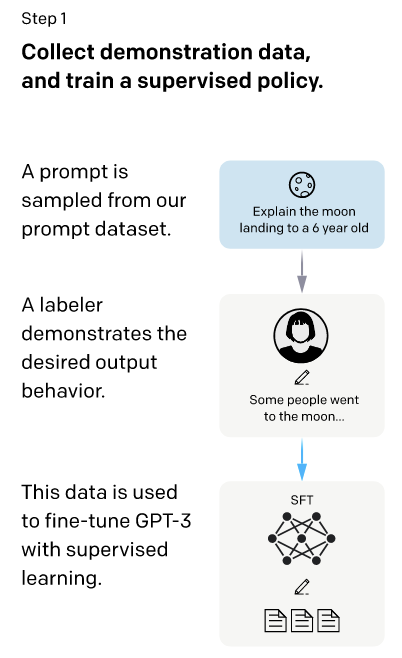 Step 1
Collect demonstration data,
and train a supervised policy.
A prompt is
sampled from our
prompt dataset.
Explain the moon
landing to a 6 year old
A labeler
demonstrates the
desired output
behavior.
Some people went
to the moon...
This data is used
to fine-tune GPT-3
with supervised
learning.
SFT